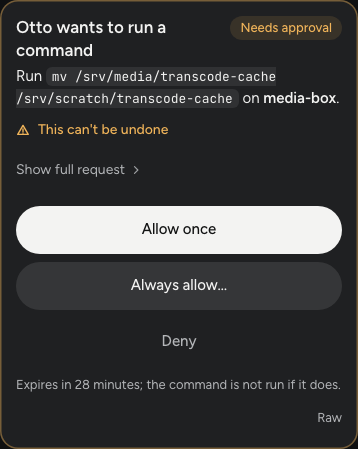 Otto wants to run a
command
Needs approval
Run mv /srv/media/transcode-cache
/srv/scratch/transcode-cache on media-box.
This can't be undone
Show full request
Allow once
Always allow...
Deny
Expires in 28 minutes; the command is not run if it does.
Raw